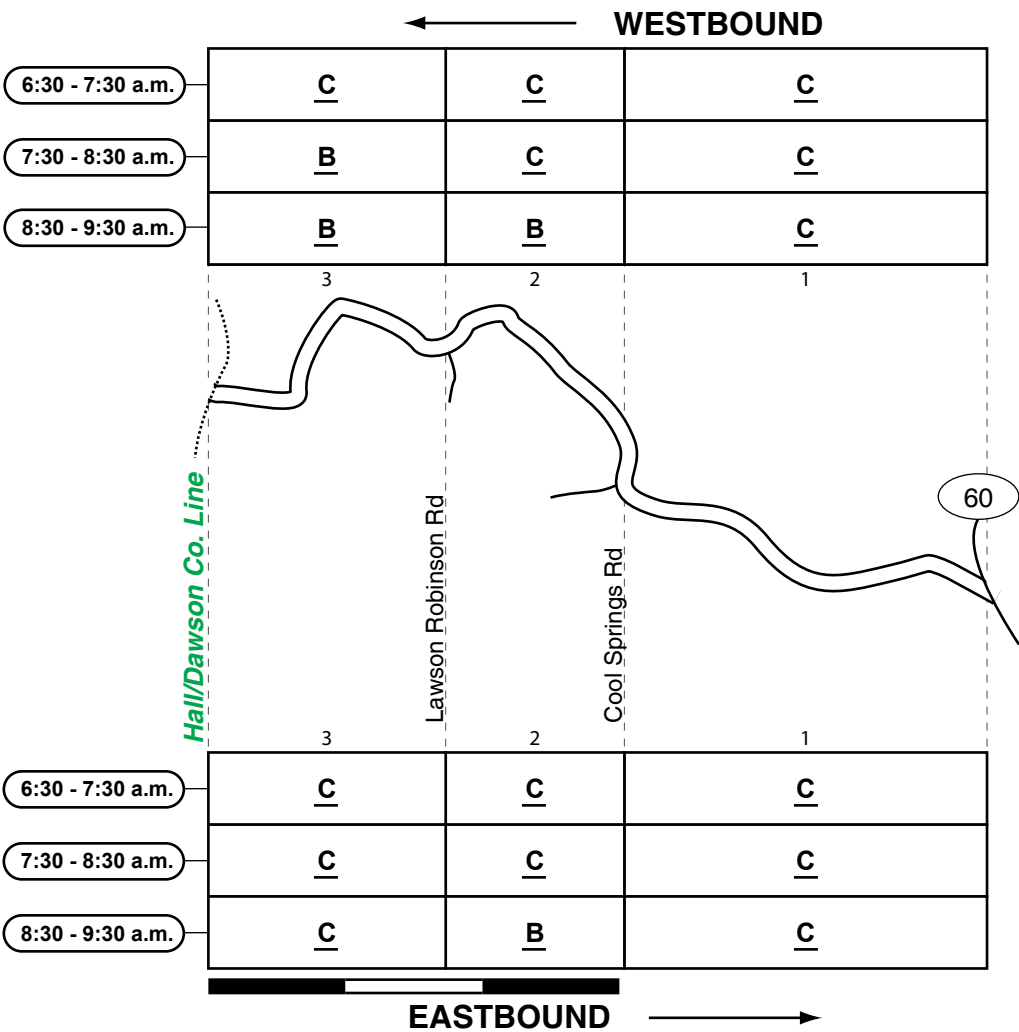 WESTBOUND
6:30 - 7:30 a.m. C C C
7:30 - 8:30 a.m. B C C
8:30 - 9:30 a.m. B B C
3 2 1
60
Hall/Dawson Co. Line
Lawson Robinson Rd
Cool Springs Rd
3 2 1
6:30 - 7:30 a.m. C C C
7:30 - 8:30 a.m. C C C
8:30 - 9:30 a.m. C B C
EASTBOUND